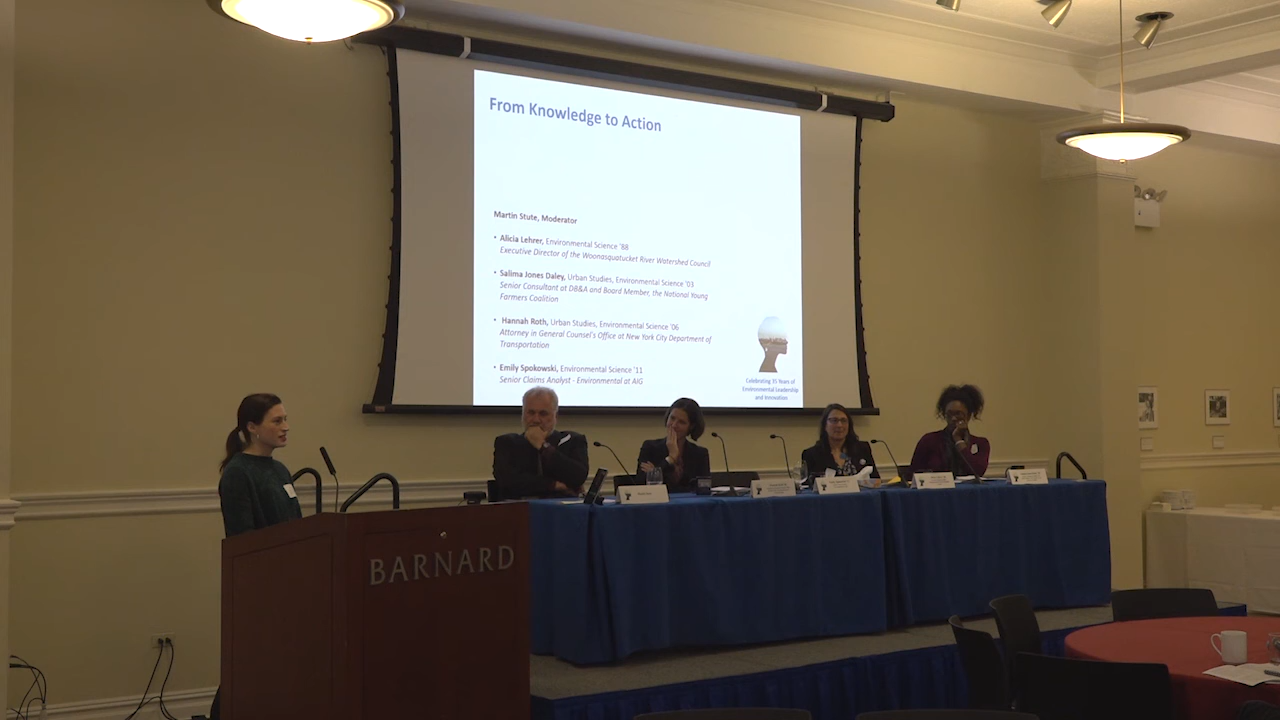 From Knowledge to Action
Martin Stute, Moderator
• Alicia Lehrer, Environmental Science '88
Executive Director of the Woonasquatucket River Watershed Council
• Salima Jones Daley, Urban Studies, Environmental Science '03
Senior Consultant at DB&A and Board Member, the National Young
Farmers Coalition
• Hannah Roth, Urban Studies, Environmental Science '06
Attorney in General Counsel's Office at New York City Department of
Transportation
• Emily Spokowski, Environmental Science '11
Senior Claims Analyst - Environmental at AIG
Celebrating 35 Years of
Environmental Leadership
and Innovation
BARNARD